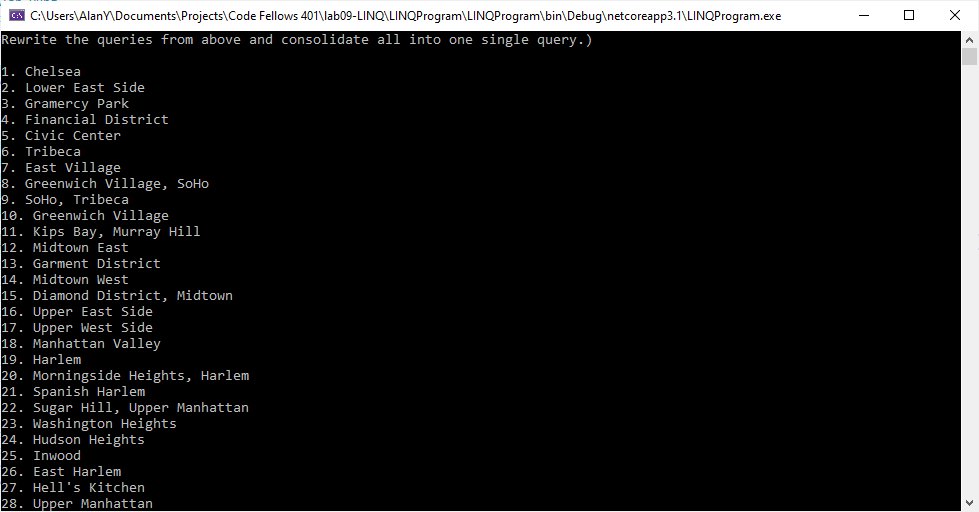 C:\Users\AlanY\Documents\Projects\Code Fellows 401\lab09-LINQ\LINQProgram\LINQProgram\bin\Debug\netcoreapp3.1\LINQProgram.exe
Rewrite the queries from above and consolidate all into one single query.)
1. Chelsea
2. Lower East Side
3. Gramercy Park
4. Financial District
5. Civic Center
6. Tribeca
7. East Village
8. Greenwich Village, SoHo
9. SoHo, Tribeca
10. Greenwich Village
11. Kips Bay, Murray Hill
12. Midtown East
13. Garment District
14. Midtown West
15. Diamond District, Midtown
16. Upper East Side
17. Upper West Side
18. Manhattan Valley
19. Harlem
20. Morningside Heights, Harlem
21. Spanish Harlem
22. Sugar Hill, Upper Manhattan
23. Washington Heights
24. Hudson Heights
25. Inwood
26. East Harlem
27. Hell's Kitchen
28. Upper Manhattan